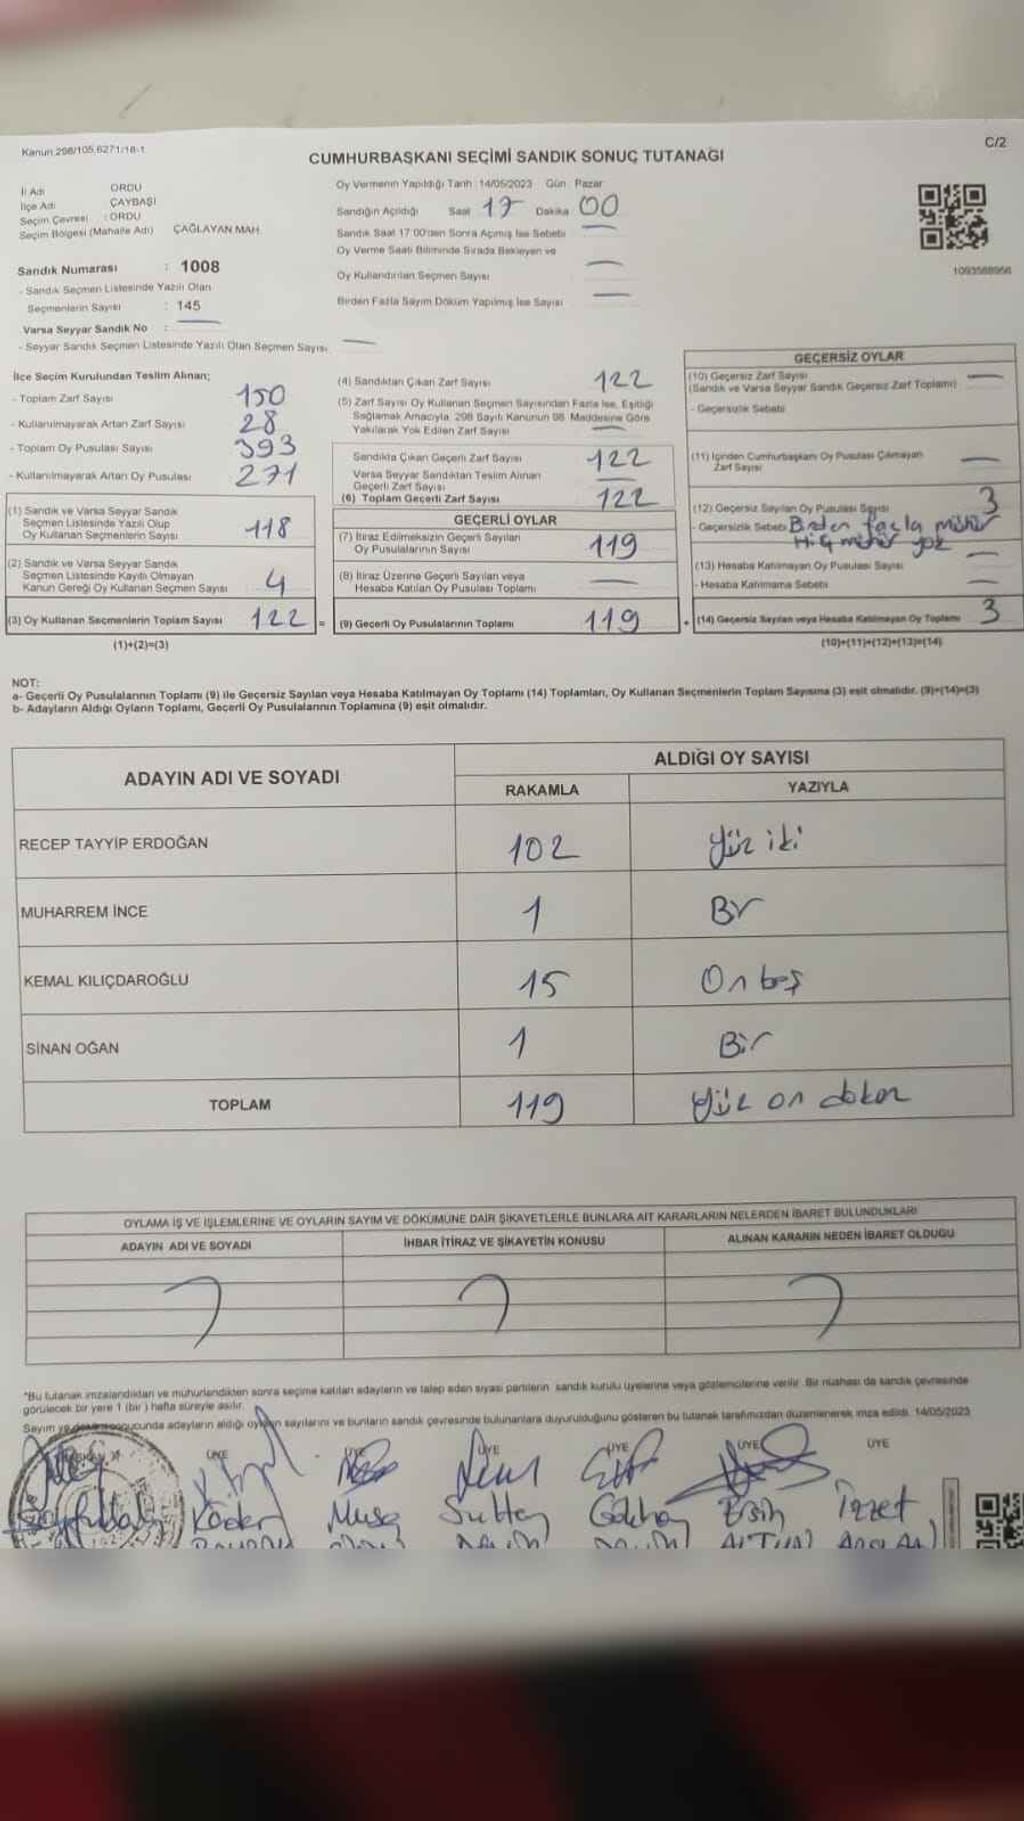 Kanun 298/105,6271/18-1
C/2
CUMHURBAŞKANI SEÇİMİ SANDIK SONUÇ TUTANAĞI
İl Adı ORDU
İlçe Adı ÇAYBAŞI
Seçim Çevresi : ORDU
Seçim Bölgesi (Mahalle Adı) ÇAĞLAYAN MAH.
Sandık Numarası : 1008
- Sandık Seçmen Listesinde Yazılı Olan
Seçmenlerin Sayısı : 145
Varsa Seyyar Sandık No :
- Seyyar Sandık Seçmen Listesinde Yazılı Olan Seçmen Sayısı
Oy Vermenin Yapıldığı Tarih : 14/05/2023 Gün : Pazar
Sandığın Açıldığı Saat 17 Dakika 00
Sandık Saat 17:00'den Sonra Açılmış İse Sebebi
Oy Verme Saati Bitiminde Sırada Bekleyen ve
Oy Kullandırılan Seçmen Sayısı
Birden Fazla Sayım Döküm Yapılmış İse Sayısı
1093588956
İlçe Seçim Kurulundan Teslim Alınan;
- Toplam Zarf Sayısı 150
- Kullanılmayarak Artan Zarf Sayısı 28
- Toplam Oy Pusulası Sayısı 393
- Kullanılmayarak Artan Oy Pusulası 271
(1) Sandık ve Varsa Seyyar Sandık
Seçmen Listesinde Yazılı Olup
Oy Kullanan Seçmenlerin Sayısı 118
(2) Sandık ve Varsa Seyyar Sandık
Seçmen Listesinde Kayıtlı Olmayan
Kanun Gereği Oy Kullanan Seçmen Sayısı 4
(3) Oy Kullanan Seçmenlerin Toplam Sayısı 122 =
(1)+(2)=(3)
(4) Sandıktan Çıkan Zarf Sayısı 122
(5) Zarf Sayısı Oy Kullanan Seçmen Sayısından Fazla İse, Eşitliği
Sağlamak Amacıyla 298 Sayılı Kanunun 98. Maddesine Göre
Yakılarak Yok Edilen Zarf Sayısı
Sandıkta Çıkan Geçerli Zarf Sayısı 122
Varsa Seyyar Sandıktan Teslim Alınan
Geçerli Zarf Sayısı
(6) Toplam Geçerli Zarf Sayısı 122
GEÇERLİ OYLAR
(7) İtiraz Edilmeksizin Geçerli Sayılan
Oy Pusulalarının Sayısı 119
(8) İtiraz Üzerine Geçerli Sayılan veya
Hesaba Katılan Oy Pusulası Toplamı
(9) Geçerli Oy Pusulalarının Toplamı 119
GEÇERSİZ OYLAR
(10) Geçersiz Zarf Sayısı
(Sandık ve Varsa Seyyar Sandık Geçersiz Zarf Toplamı)
- Geçersizlik Sebebi
(11) İçinden Cumhurbaşkanı Oy Pusulası Çıkmayan
Zarf Sayısı
(12) Geçersiz Sayılan Oy Pusulası Sayısı 3
- Geçersizlik Sebebi Birden fazla mühür
Hiç mühür yok
(13) Hesaba Katılmayan Oy Pusulası Sayısı
- Hesaba Katılmama Sebebi
+ (14) Geçersiz Sayılan veya Hesaba Katılmayan Oy Toplamı 3
(10)+(11)+(12)+(13)=(14)
NOT:
a- Geçerli Oy Pusulalarının Toplamı (9) ile Geçersiz Sayılan veya Hesaba Katılmayan Oy Toplamı (14) Toplamları, Oy Kullanan Seçmenlerin Toplam Sayısına (3) eşit olmalıdır. (9)+(14)=(3)
b- Adayların Aldığı Oyların Toplamı, Geçerli Oy Pusulalarının Toplamına (9) eşit olmalıdır.
ADAYIN ADI VE SOYADI
ALDIĞI OY SAYISI
RAKAMLA YAZIYLA
RECEP TAYYİP ERDOĞAN 102 Yüz iki
MUHARREM İNCE 1 Bir
KEMAL KILIÇDAROĞLU 15 On beş
SİNAN OĞAN 1 Bir
TOPLAM 119 Yüz on dokuz
OYLAMA İŞ VE İŞLEMLERİNE VE OYLARIN SAYIM VE DÖKÜMÜNE DAİR ŞİKAYETLERLE BUNLARA AİT KARARLARIN NELERDEN İBARET BULUNDUKLARI
ADAYIN ADI VE SOYADI İHBAR İTİRAZ VE ŞİKAYETİN KONUSU ALINAN KARARIN NEDEN İBARET OLDUĞU
*Bu tutanak imzalandıktan ve mühürlendikten sonra seçime katılan adayların ve talep eden siyasi partilerin sandık kurulu üyelerine veya gözlemcilerine verilir. Bir nüshası da sandık çevresinde
görülecek bir yere 1 (bir) hafta süreyle asılır.
Sayım ve döküm sonucunda adayların aldığı oyların sayılarını ve bunların sandık çevresinde bulunanlara duyurulduğunu gösteren bu tutanak tarafımızdan düzenlenerek imza edildi. 14/05/2023
BAŞKAN ÜYE ÜYE ÜYE ÜYE ÜYE ÜYE
Kader Musa Sultan Gökhan Ersin İzzet